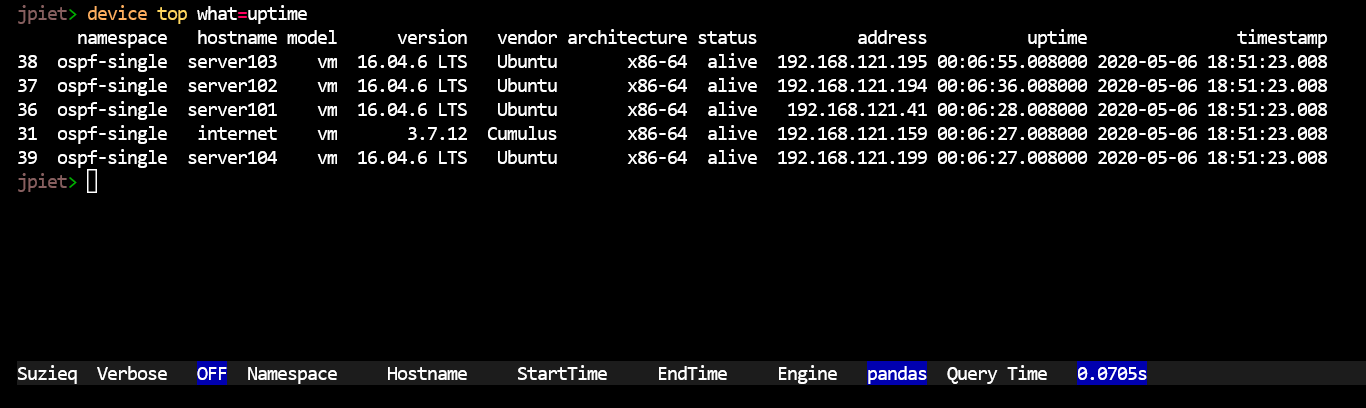 jpiet> device top what=uptime
namespace hostname model version vendor architecture status address uptime timestamp
38 ospf-single server103 vm 16.04.6 LTS Ubuntu x86-64 alive 192.168.121.195 00:06:55.008000 2020-05-06 18:51:23.008
37 ospf-single server102 vm 16.04.6 LTS Ubuntu x86-64 alive 192.168.121.194 00:06:36.008000 2020-05-06 18:51:23.008
36 ospf-single server101 vm 16.04.6 LTS Ubuntu x86-64 alive 192.168.121.41 00:06:28.008000 2020-05-06 18:51:23.008
31 ospf-single internet vm 3.7.12 Cumulus x86-64 alive 192.168.121.159 00:06:27.008000 2020-05-06 18:51:23.008
39 ospf-single server104 vm 16.04.6 LTS Ubuntu x86-64 alive 192.168.121.199 00:06:27.008000 2020-05-06 18:51:23.008
jpiet>
Suzieq Verbose OFF Namespace Hostname StartTime EndTime Engine pandas Query Time 0.0705s